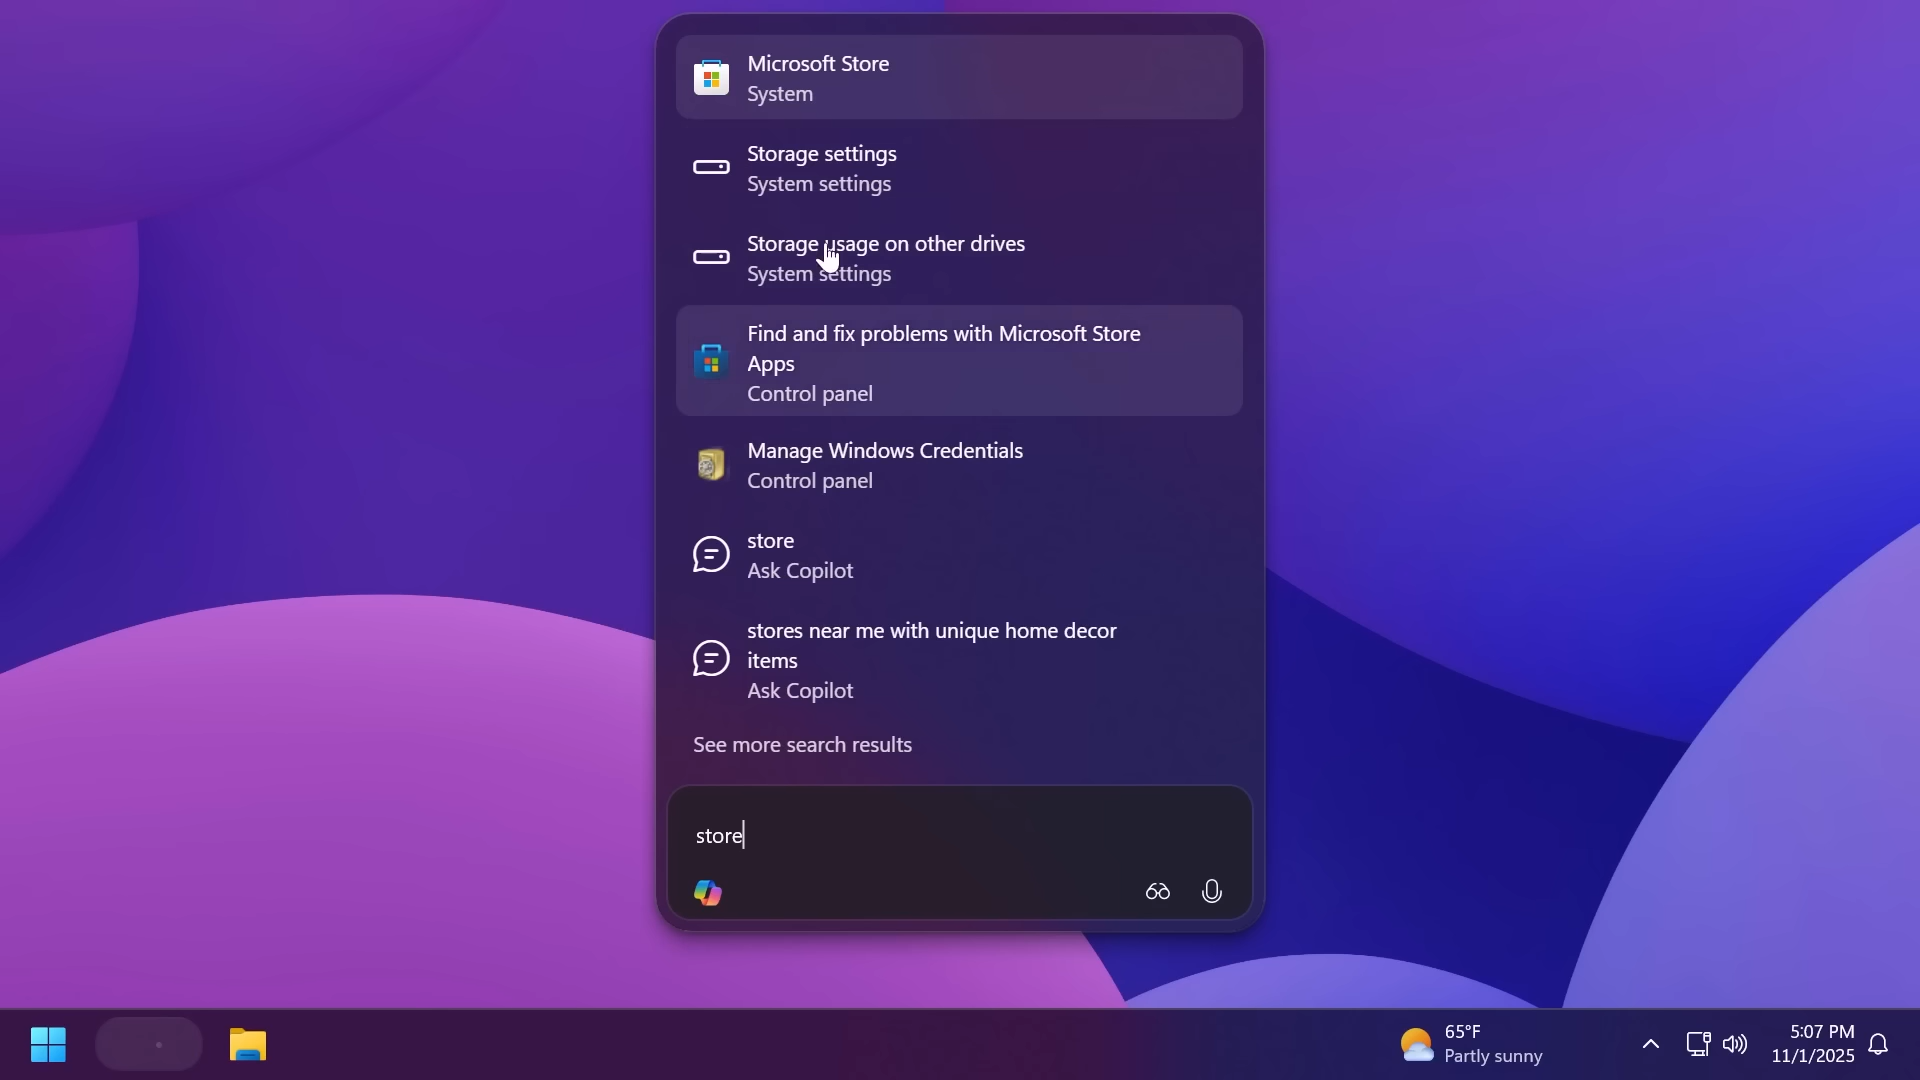 Microsoft Store
System
Storage settings
System settings
Storage usage on other drives
System settings
Find and fix problems with Microsoft Store
Apps
Control panel
Manage Windows Credentials
Control panel
store
Ask Copilot
stores near me with unique home decor
items
Ask Copilot
See more search results
store
65°F
Partly sunny
5:07 PM
11/1/2025